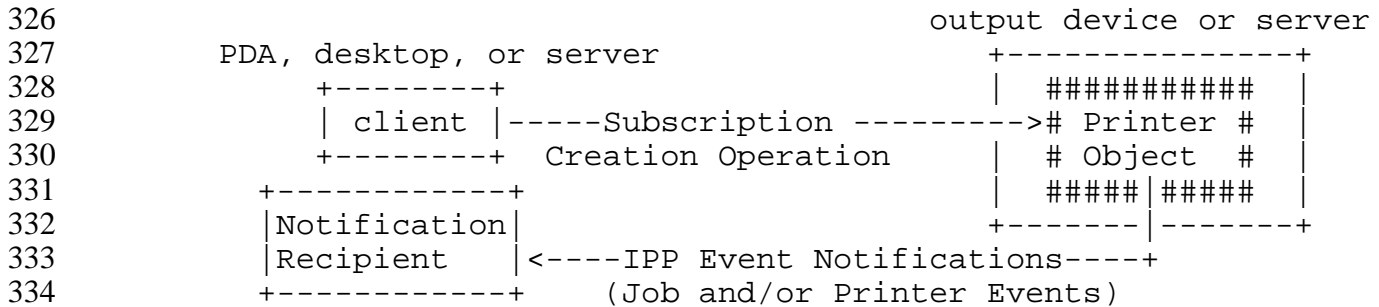 326                                                  output device or server
327          PDA, desktop, or server                   +---------------+
328               +--------+                           |  ###########  |
329               | client |-----Subscription ---------># Printer #  |
330               +--------+  Creation Operation       |  # Object  #  |
331            +------------+                          |  #####|#####  |
332            |Notification|                          +-------|-------+
333            |Recipient   |<----IPP Event Notifications----+
334            +------------+    (Job and/or Printer Events)